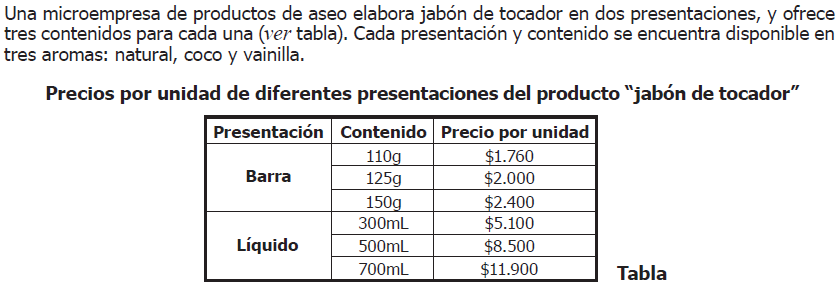 Una microempresa de productos de aseo elabora jabón de tocador en dos presentaciones, y ofrece
tres contenidos para cada una (ver tabla). Cada presentación y contenido se encuentra disponible en
tres aromas: natural, coco y vainilla.
Precios por unidad de diferentes presentaciones del producto “jabón de tocador”
Presentación Contenido Precio por unidad
Barra
110g $1.760
125g $2.000
150g $2.400
Líquido
300mL $5.100
500mL $8.500
700mL $11.900
Tabla